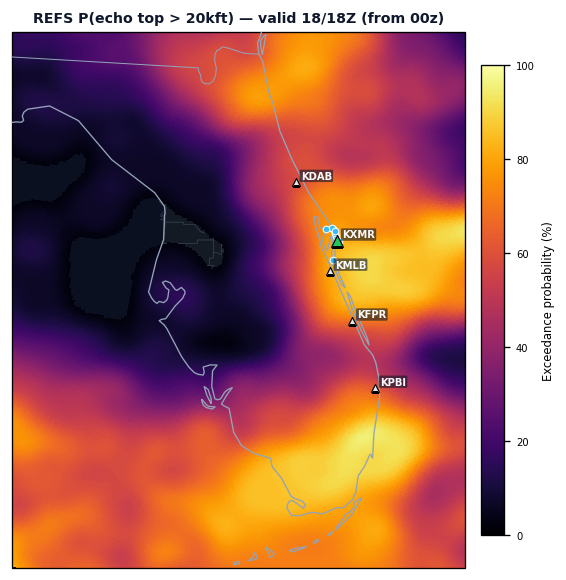 REFS P(echo top > 20kft) — valid 18/18Z (from 00z)
KDAB
KXMR
KMLB
KFPR
KPBI
100
80
60
40
20
0
Exceedance probability (%)